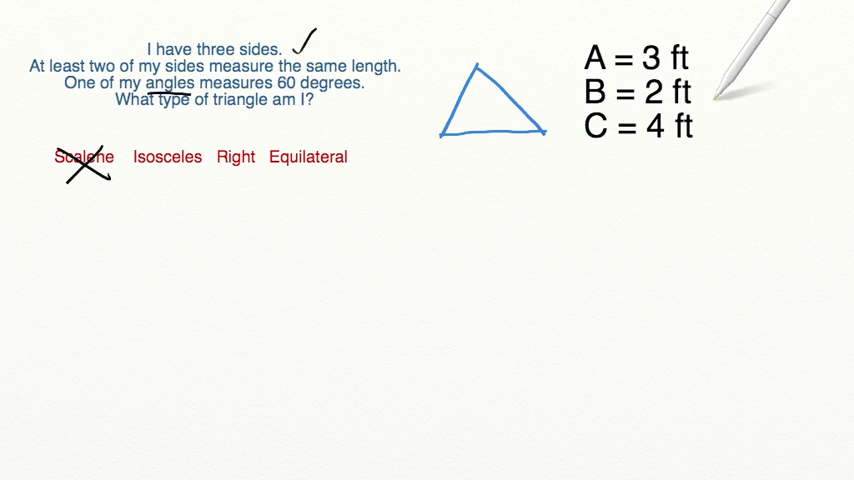 I have three sides.
At least two of my sides measure the same length.
One of my angles measures 60 degrees.
What type of triangle am I?
Scalene Isosceles Right Equilateral
A = 3 ft
B = 2 ft
C = 4 ft